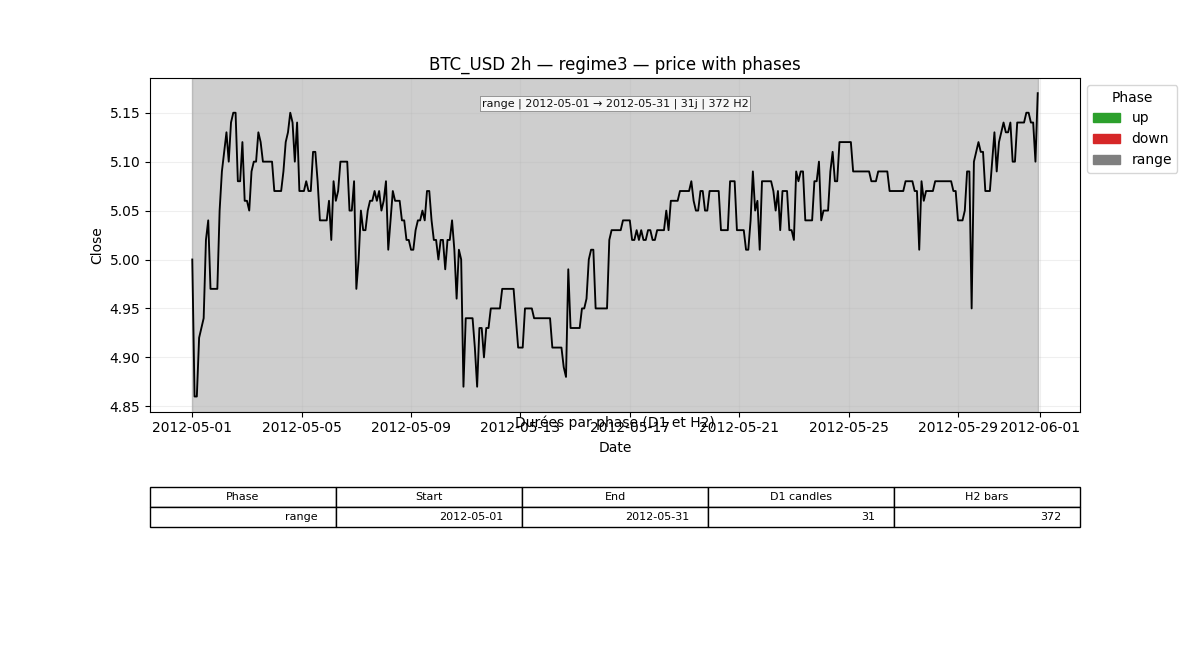 BTC_USD 2h — regime3 — price with phases
range | 2012-05-01 → 2012-05-31 | 31j | 372 H2
Phase
up
down
range
Close
5.15
5.10
5.05
5.00
4.95
4.90
4.85
2012-05-01 2012-05-05 2012-05-09 2012-05-13 2012-05-17 2012-05-21 2012-05-25 2012-05-29 2012-06-01
Durées par phase (D1 et H2)
Date
Phase Start End D1 candles H2 bars
range 2012-05-01 2012-05-31 31 372